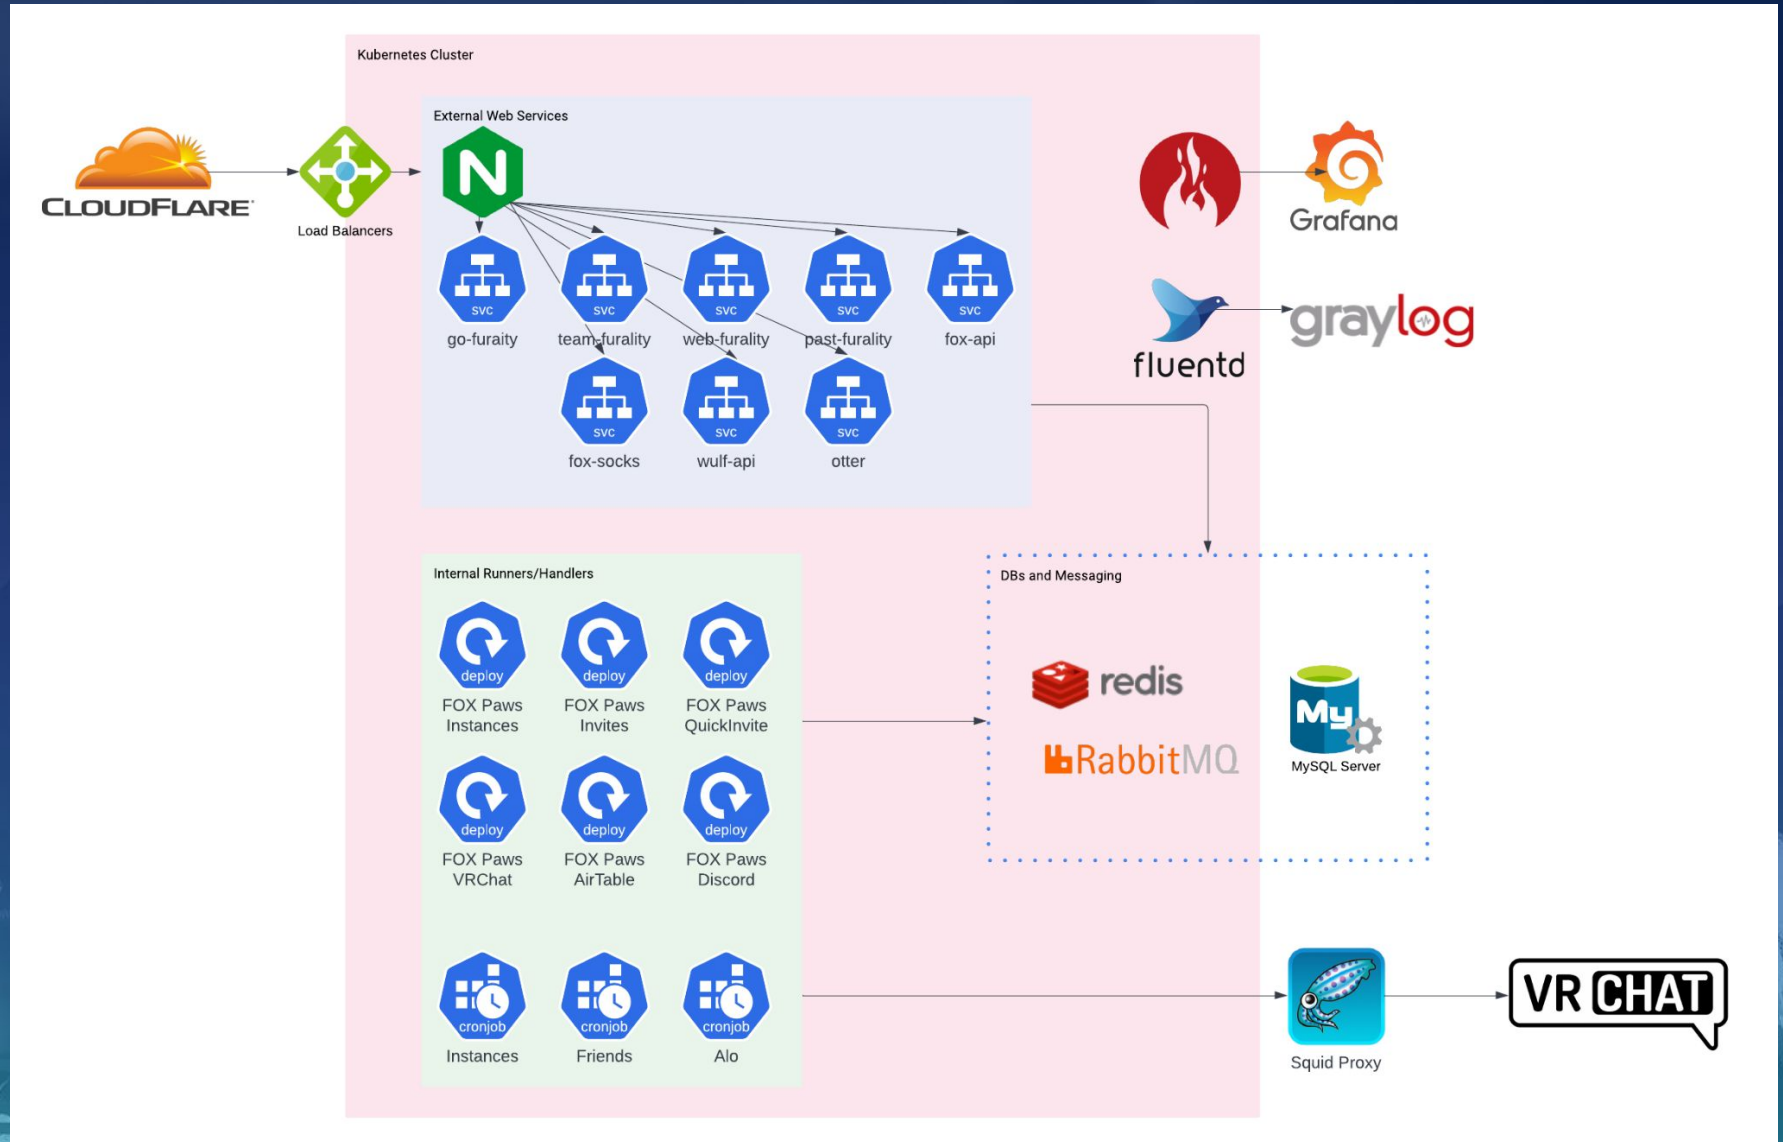 Kubernetes Cluster
External Web Services
CLOUDFLARE
Load Balancers
N
Grafana
svc
svc
svc
svc
svc
go-furaity
team-furality
web-furality
past-furality
fox-api
fluentd
graylog
svc
svc
svc
fox-socks
wulf-api
otter
Internal Runners/Handlers
DBs and Messaging
deploy
deploy
deploy
FOX Paws
Instances
FOX Paws
Invites
FOX Paws
QuickInvite
redis
RabbitMQ
My
MySQL Server
deploy
deploy
deploy
FOX Paws
VRChat
FOX Paws
AirTable
FOX Paws
Discord
cronjob
cronjob
cronjob
Instances
Friends
Alo
Squid Proxy
VRCHAT